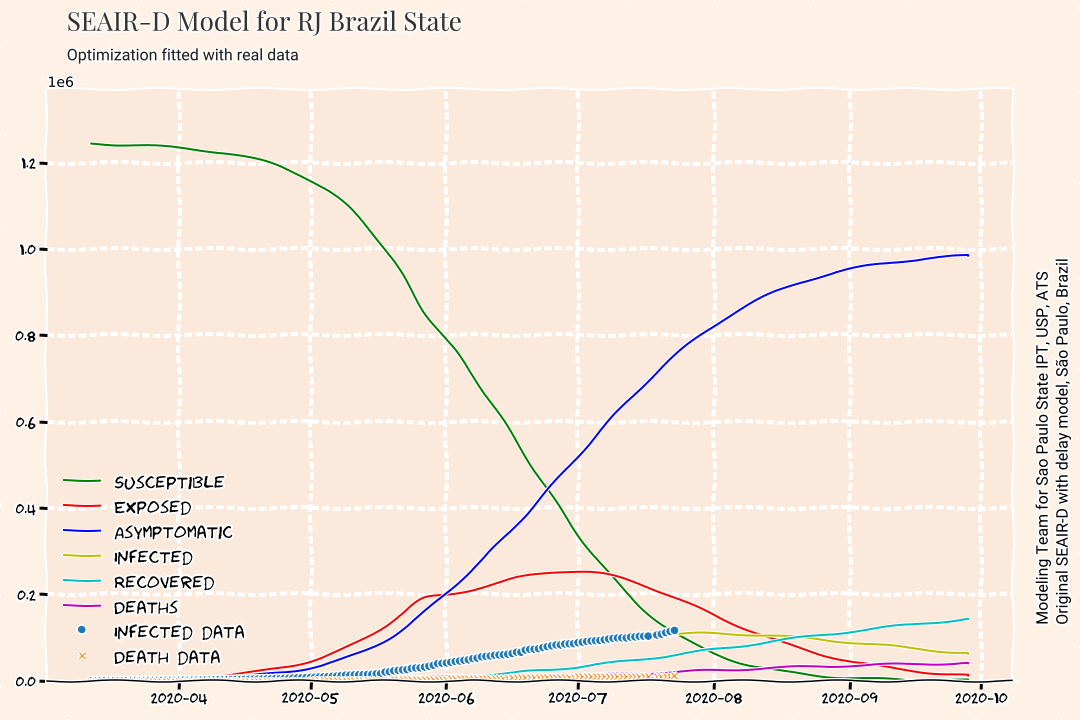 SEAIR-D Model for RJ Brazil State
Optimization fitted with real data
1e6
1.2
1.0
0.8
0.6
0.4
0.2
0.0
SUSCEPTIBLE
EXPOSED
ASYMPTOMATIC
INFECTED
RECOVERED
DEATHS
INFECTED DATA
DEATH DATA
2020-04
2020-05
2020-06
2020-07
2020-08
2020-09
2020-10
Modeling Team for Sao Paulo State IPT, USP, ATS
Original SEAIR-D with delay model, São Paulo, Brazil